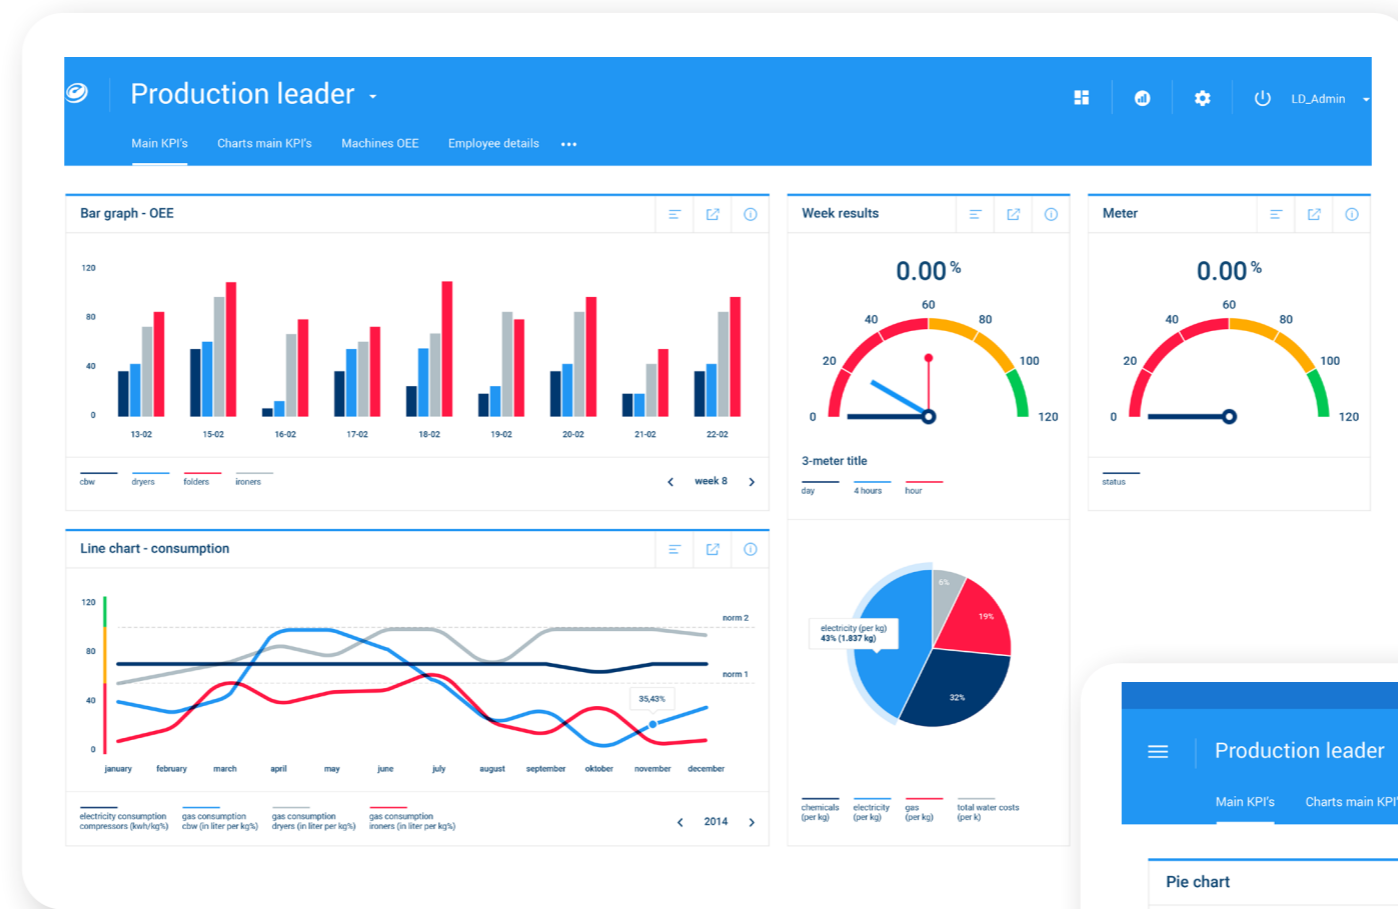 Production leader
LD_Admin
Main KPI's
Charts main KPI's
Machines OEE
Employee details
Bar graph - OEE
120
80
40
0
13-02
15-02
16-02
17-02
18-02
19-02
20-02
21-02
22-02
cbw
dryers
folders
ironers
week 8
Week results
0.00%
0
20
40
60
80
100
120
3-meter title
day
4 hours
hour
Meter
0.00%
0
20
40
60
80
100
120
status
Line chart - consumption
120
80
40
0
norm 2
norm 1
35,43%
january
february
march
april
may
june
july
august
september
oktober
november
december
electricity consumption
compressors (kwh/kg%)
gas consumption
cbw (in liter per kg%)
gas consumption
dryers (in liter per kg%)
gas consumption
ironers (in liter per kg%)
2014
6%
19%
32%
electricity (per kg)
43% (1.837 kg)
chemicals
(per kg)
electricity
(per kg)
gas
(per kg)
total water costs
(per k)
Production leader
Main KPI's
Charts main KPI'
Pie chart